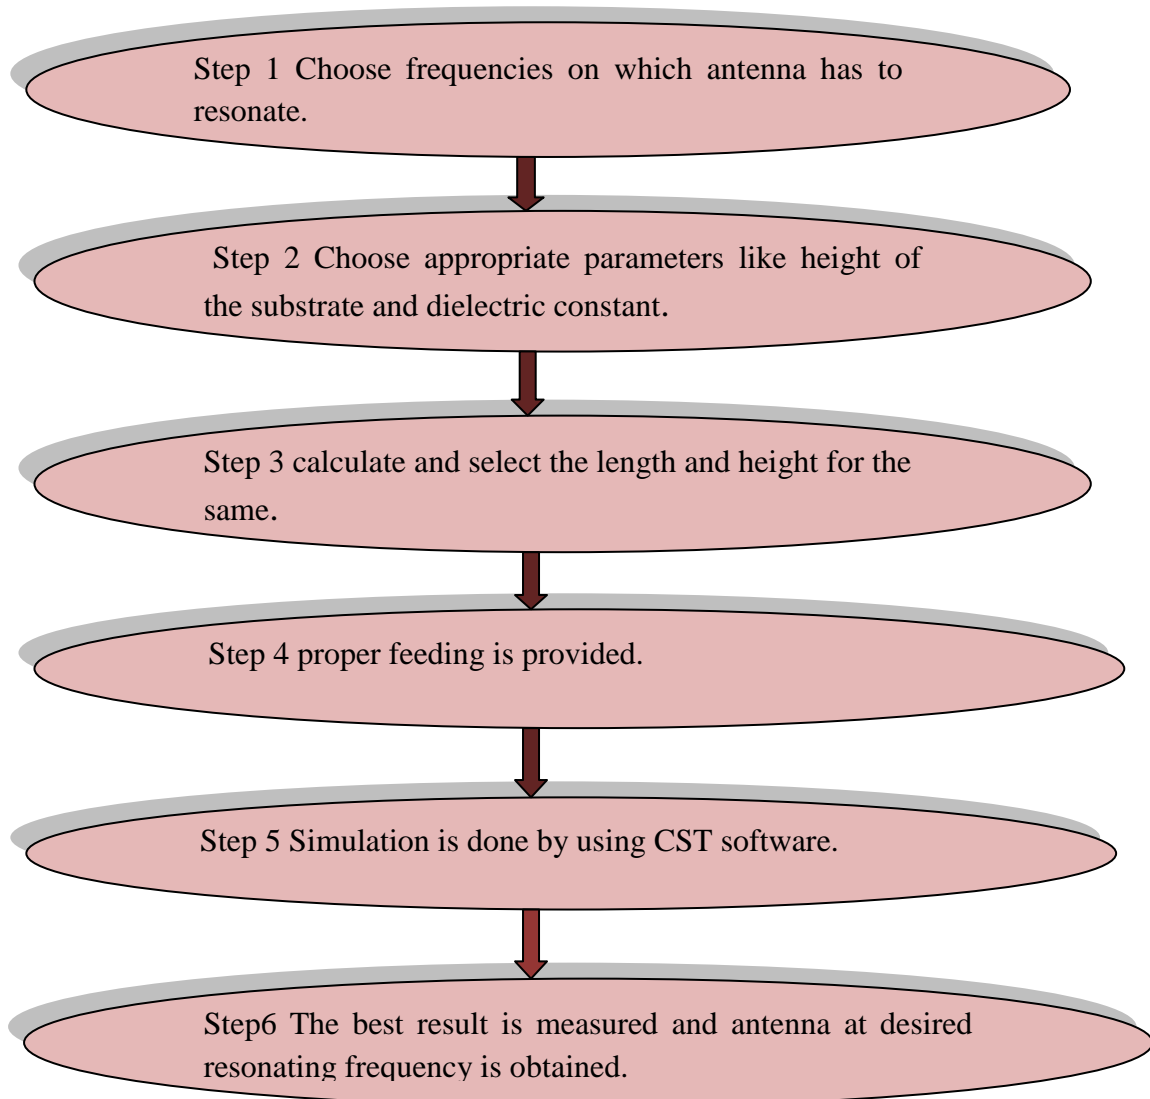 Step 1 Choose frequencies on which antenna has to
resonate.
Step 2 Choose appropriate parameters like height of
the substrate and dielectric constant.
Step 3 calculate and select the length and height for the
same.
Step 4 proper feeding is provided.
Step 5 Simulation is done by using CST software.
Step6 The best result is measured and antenna at desired
resonating frequency is obtained.